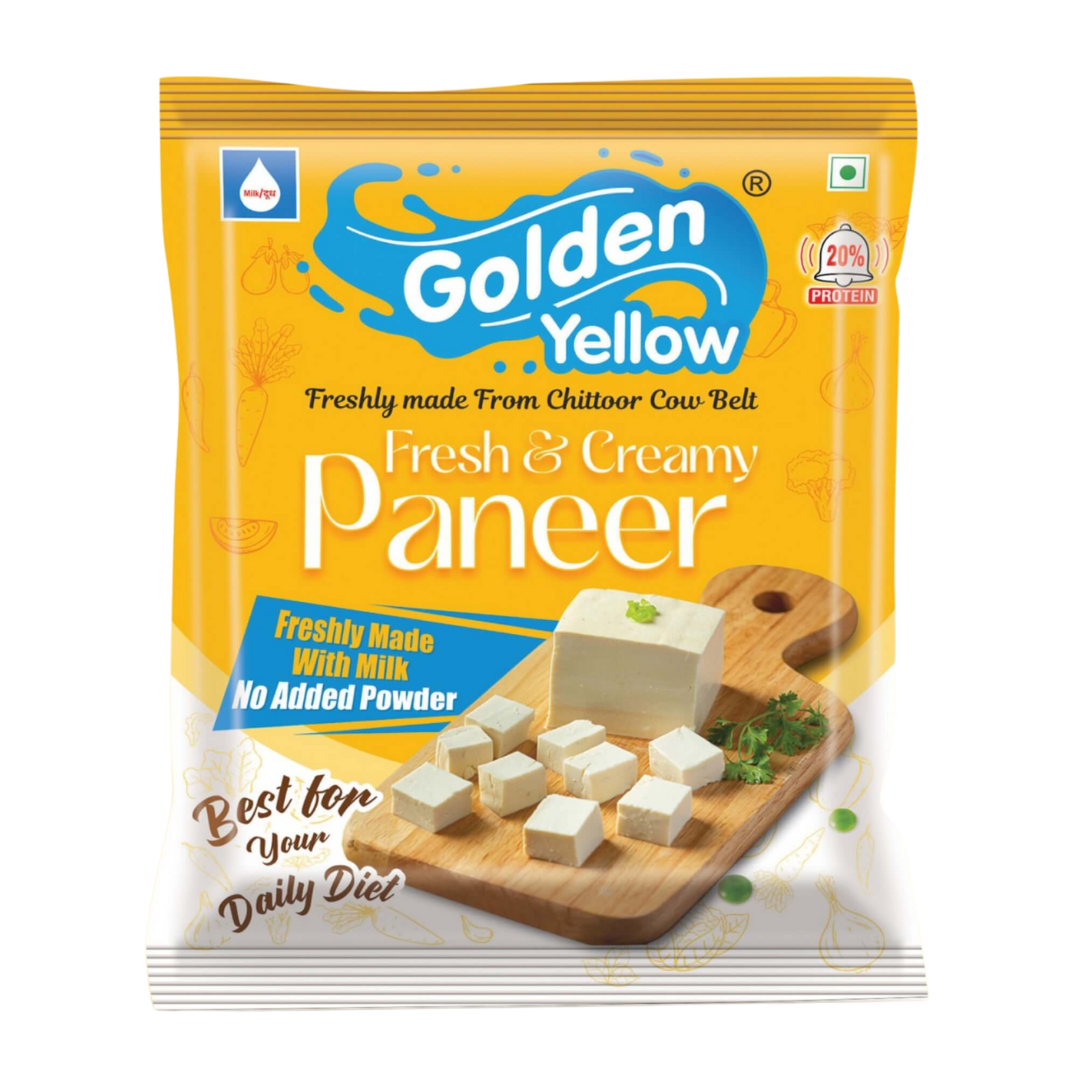 Milk/दूध
Golden
Yellow
®
20%
PROTEIN
Freshly made From Chittoor Cow Belt
Fresh & Creamy
Paneer
Freshly Made
With Milk
No Added Powder
Best for
Your
Daily Diet